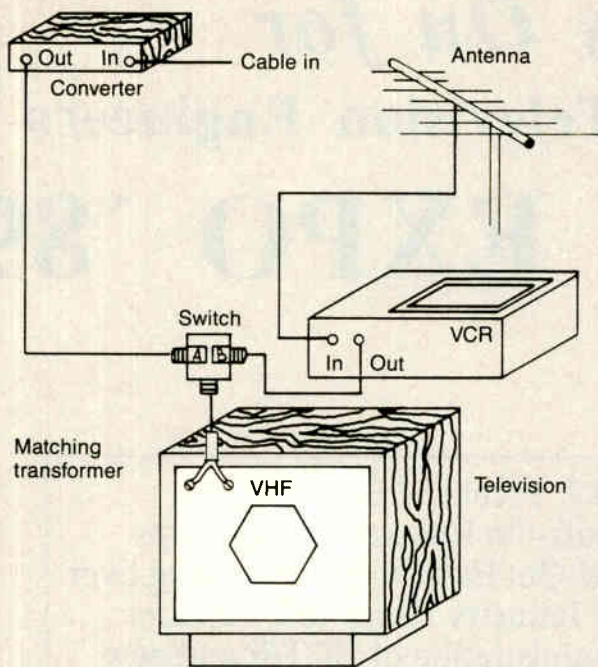 Out In
Cable in
Converter
Antenna
Switch
A B
VCR
In Out
Matching
transformer
VHF
Television